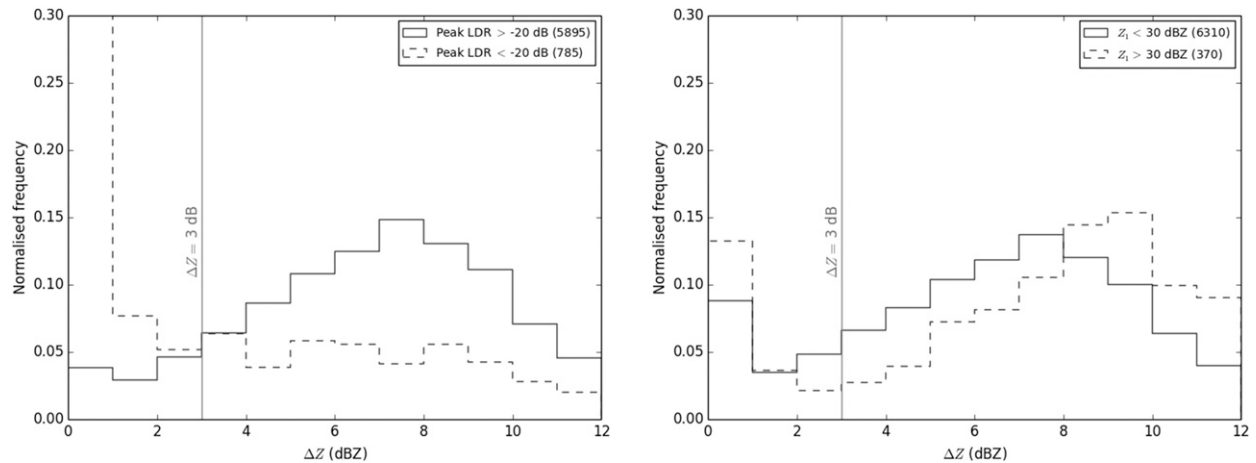 0.30
0.25
0.20
0.15
0.10
0.05
0.00
Normalised frequency
Peak LDR > -20 dB (5895)
Peak LDR < -20 dB (785)
ΔZ = 3 dB
0 2 4 6 8 10 12
ΔZ (dBZ)
0.30
0.25
0.20
0.15
0.10
0.05
0.00
Normalised frequency
Z₁ < 30 dBZ (6310)
Z₁ > 30 dBZ (370)
ΔZ = 3 dB
0 2 4 6 8 10 12
ΔZ (dBZ)